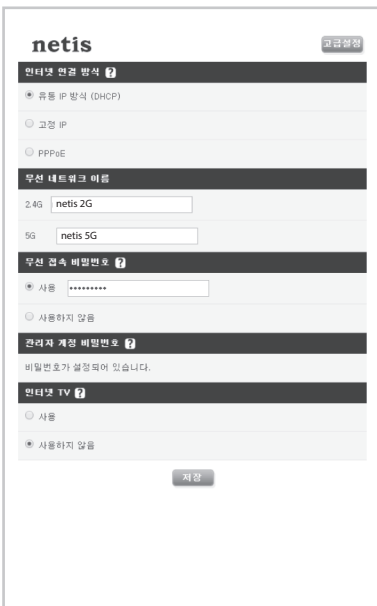 netis
고급설정
인터넷 연결 방식 ?
유동 IP 방식 (DHCP)
고정 IP
PPPoE
무선 네트워크 이름
2.4G netis 2G
5G netis 5G
무선 접속 비밀번호 ?
사용 •••••••••
사용하지 않음
관리자 계정 비밀번호 ?
비밀번호가 설정되어 있습니다.
인터넷 TV ?
사용
사용하지 않음
저장